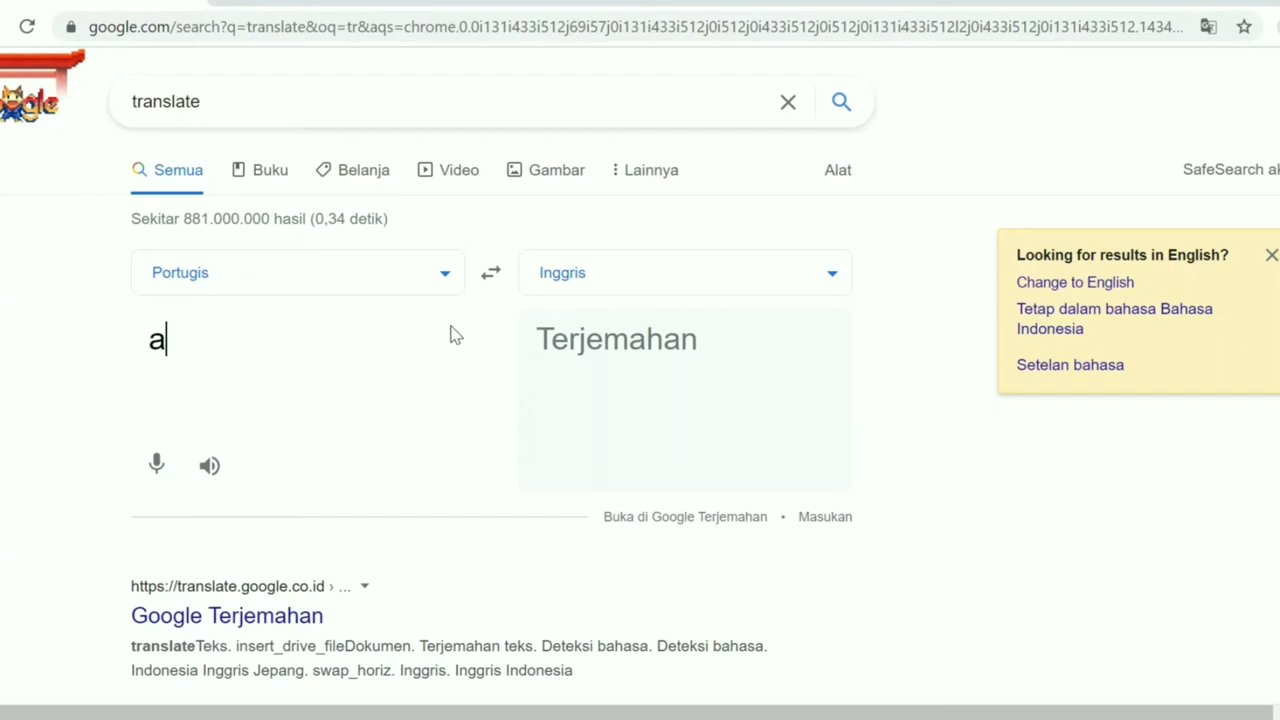 google.com/search?q=translate&oq=tr&aqs=chrome.0.0i131i433i512j69i57j0i131i433i512j0i512j0i433i512j0i512j0i131i433i512l2j0i433i512j0i131i433i512.1434...
translate
Semua
Buku
Belanja
Video
Gambar
Lainnya
Alat
SafeSearch ak
Sekitar 881.000.000 hasil (0,34 detik)
Portugis
Inggris
a
Terjemahan
Looking for results in English?
Change to English
Tetap dalam bahasa Bahasa
Indonesia
Setelan bahasa
Buka di Google Terjemahan • Masukan
https://translate.google.co.id › ...
Google Terjemahan
translateTeks. insert_drive_fileDokumen. Terjemahan teks. Deteksi bahasa. Deteksi bahasa.
Indonesia Inggris Jepang. swap_horiz. Inggris. Inggris Indonesia